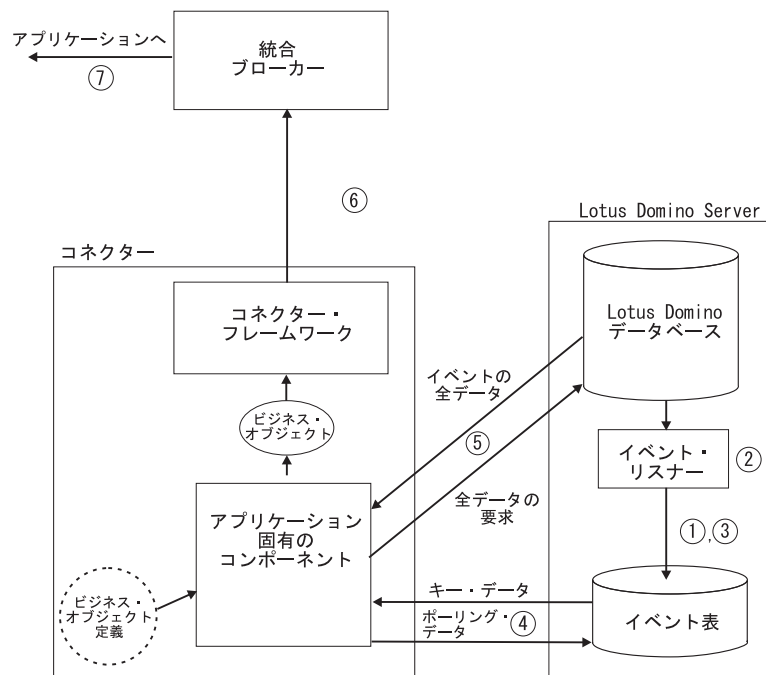 アプリケーションへ
⑦
統合
ブローカー
⑥
Lotus Domino Server
コネクター
コネクター・
フレームワーク
Lotus Domino
データベース
イベントの
全データ
ビジネス・
オブジェクト
⑤
イベント・
リスナー
②
全データの
要求
アプリケーション
固有の
コンポーネント
①,③
キー・データ
ビジネス・
オブジェクト
定義
ポーリング・
データ
④
イベント表